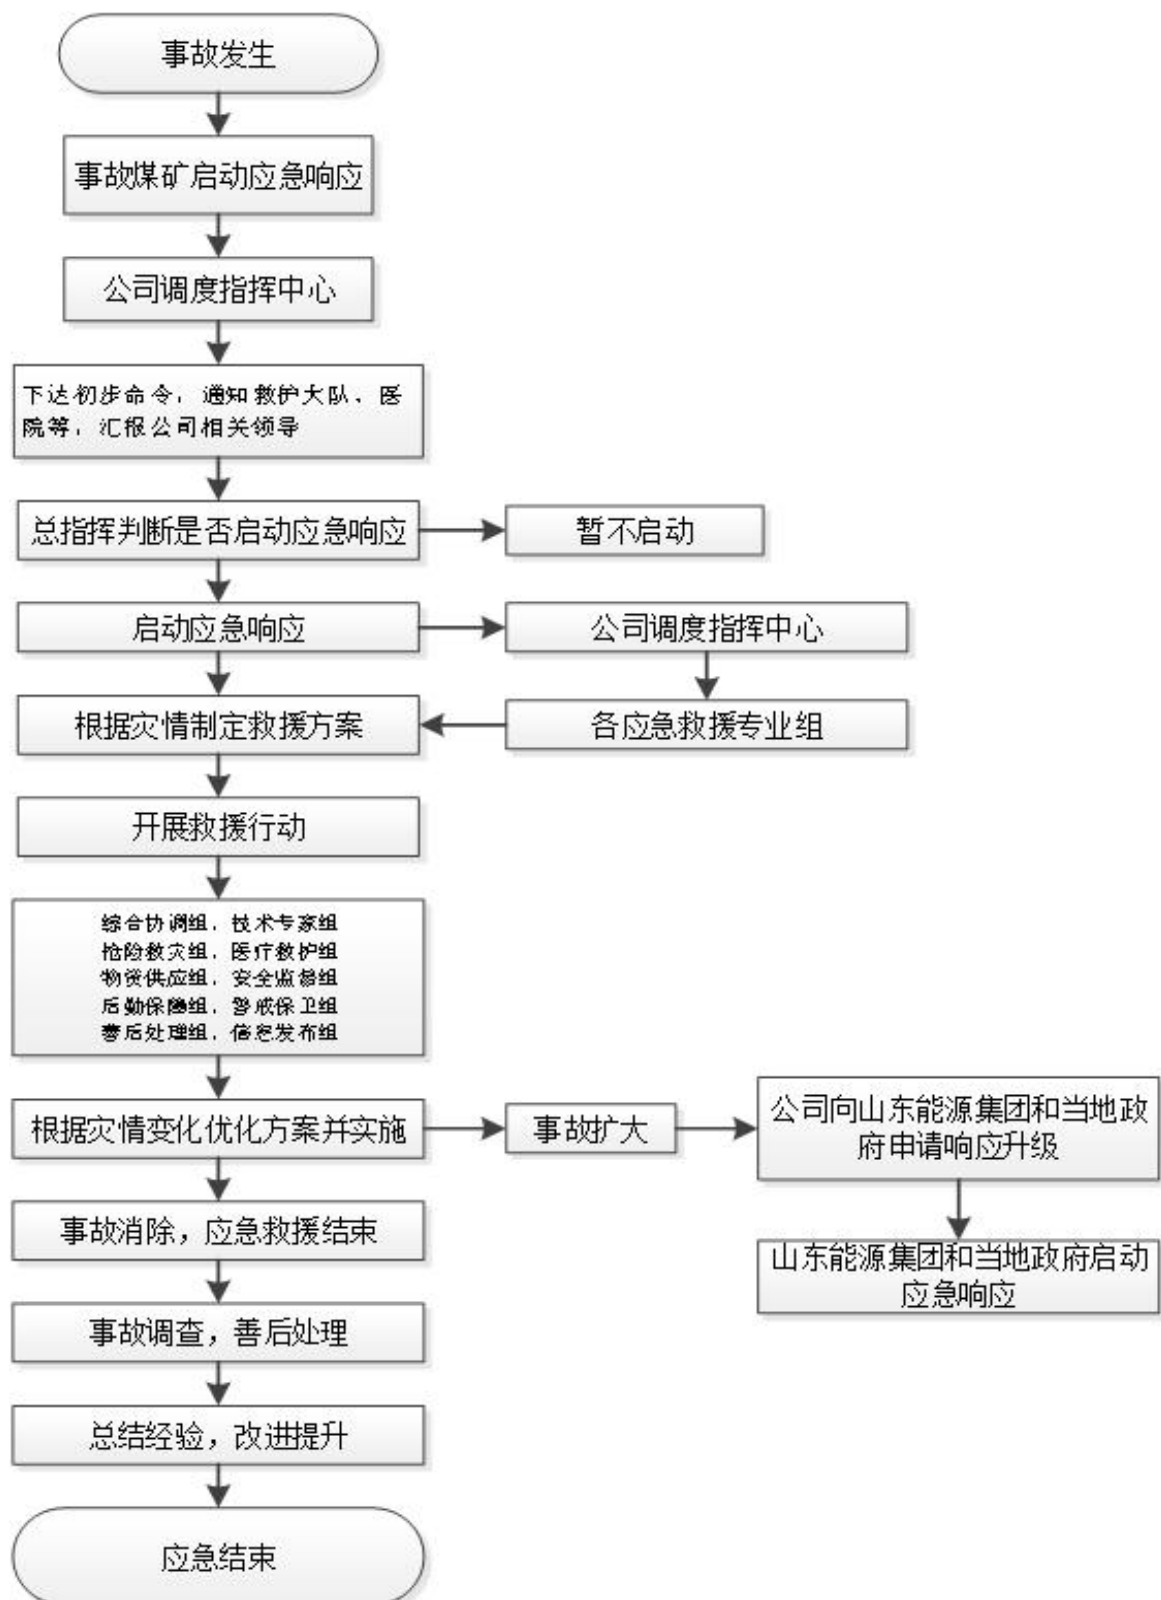 事故发生
事故煤矿启动应急响应
公司调度指挥中心
下达初步命令，通知救护大队、医
院等，汇报公司相关领导
总指挥判断是否启动应急响应
暂不启动
启动应急响应
公司调度指挥中心
根据灾情制定救援方案
各应急救援专业组
开展救援行动
综合协调组、技术专家组
抢险救灾组、医疗救护组
物资供应组、安全监督组
后勤保障组、警戒保卫组
善后处理组、信息发布组
根据灾情变化优化方案并实施
事故扩大
公司向山东能源集团和当地政
府申请响应升级
事故消除，应急救援结束
山东能源集团和当地政府启动
应急响应
事故调查，善后处理
总结经验，改进提升
应急结束